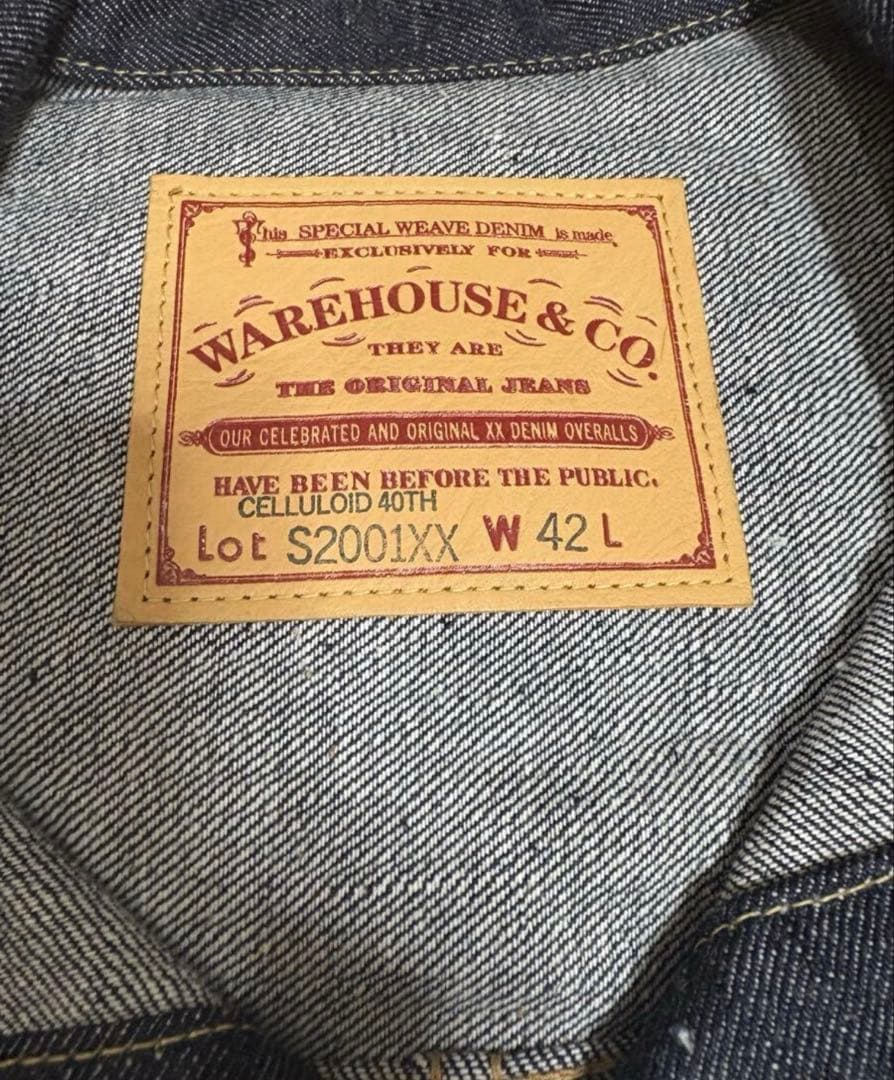 This SPECIAL WEAVE DENIM is made
EXCLUSIVELY FOR
WAREHOUSE & CO.
THEY ARE
THE ORIGINAL JEANS
OUR CELEBRATED AND ORIGINAL XX DENIM OVERALLS
HAVE BEEN BEFORE THE PUBLIC.
CELLULOID 40TH
Lot S2001XX W 42 L